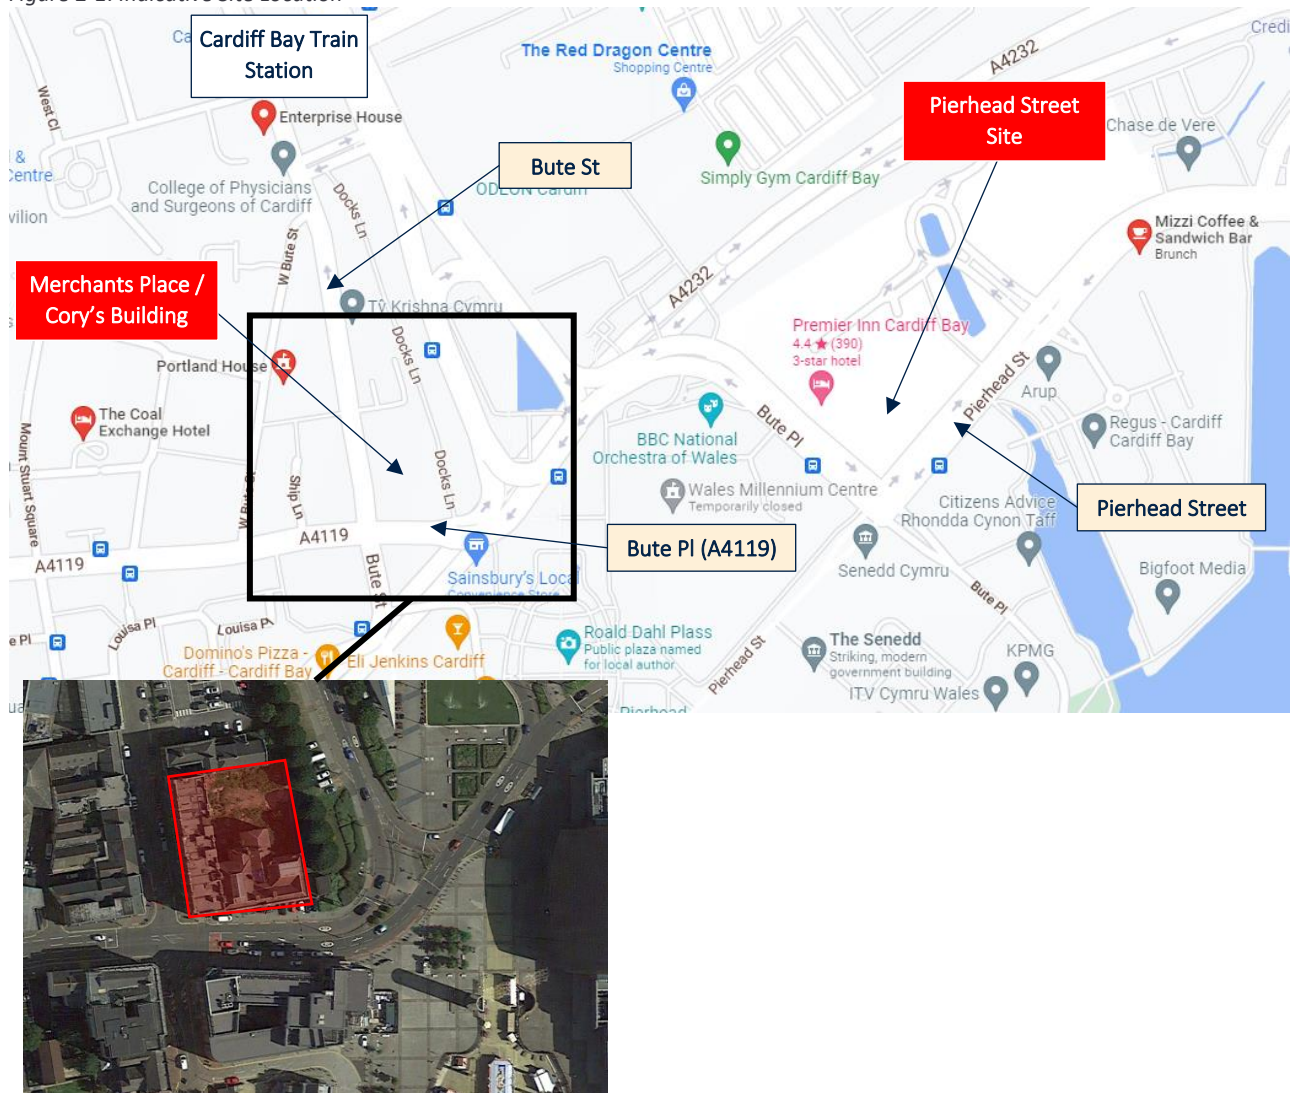 Cardiff Bay Train
Station
Enterprise House
College of Physicians
and Surgeons of Cardiff
West Cl
W Bute St
Docks Ln
Bute St
The Red Dragon Centre
Shopping Centre
Simply Gym Cardiff Bay
A4232
Pierhead Street
Site
Chase de Vere
Mizzi Coffee &
Sandwich Bar
Brunch
Merchants Place /
Cory's Building
Tŷ Krishna Cymru
A4232
Docks Ln
Portland House
The Coal
Exchange Hotel
Mount Stuart Square
Premier Inn Cardiff Bay
4.4 ★ (390)
3-star hotel
Pierhead St
Arup
Regus - Cardiff
Cardiff Bay
BBC National
Orchestra of Wales
Bute Pl
Wales Millennium Centre
Temporarily closed
Docks Ln
Ship Ln
Citizens Advice
Rhondda Cynon Taff
Pierhead Street
A4119
A4119
Bute Pl (A4119)
Bute St
Sainsbury's Local
Senedd Cymru
Bute Pl
Bigfoot Media
Louisa Pl
Louisa
Domino's Pizza -
Cardiff - Cardiff Bay
Eli Jenkins Cardiff
Roald Dahl Plass
Public plaza named
for local author
Pierhead St
The Senedd
Striking, modern
government building
KPMG
ITV Cymru Wales